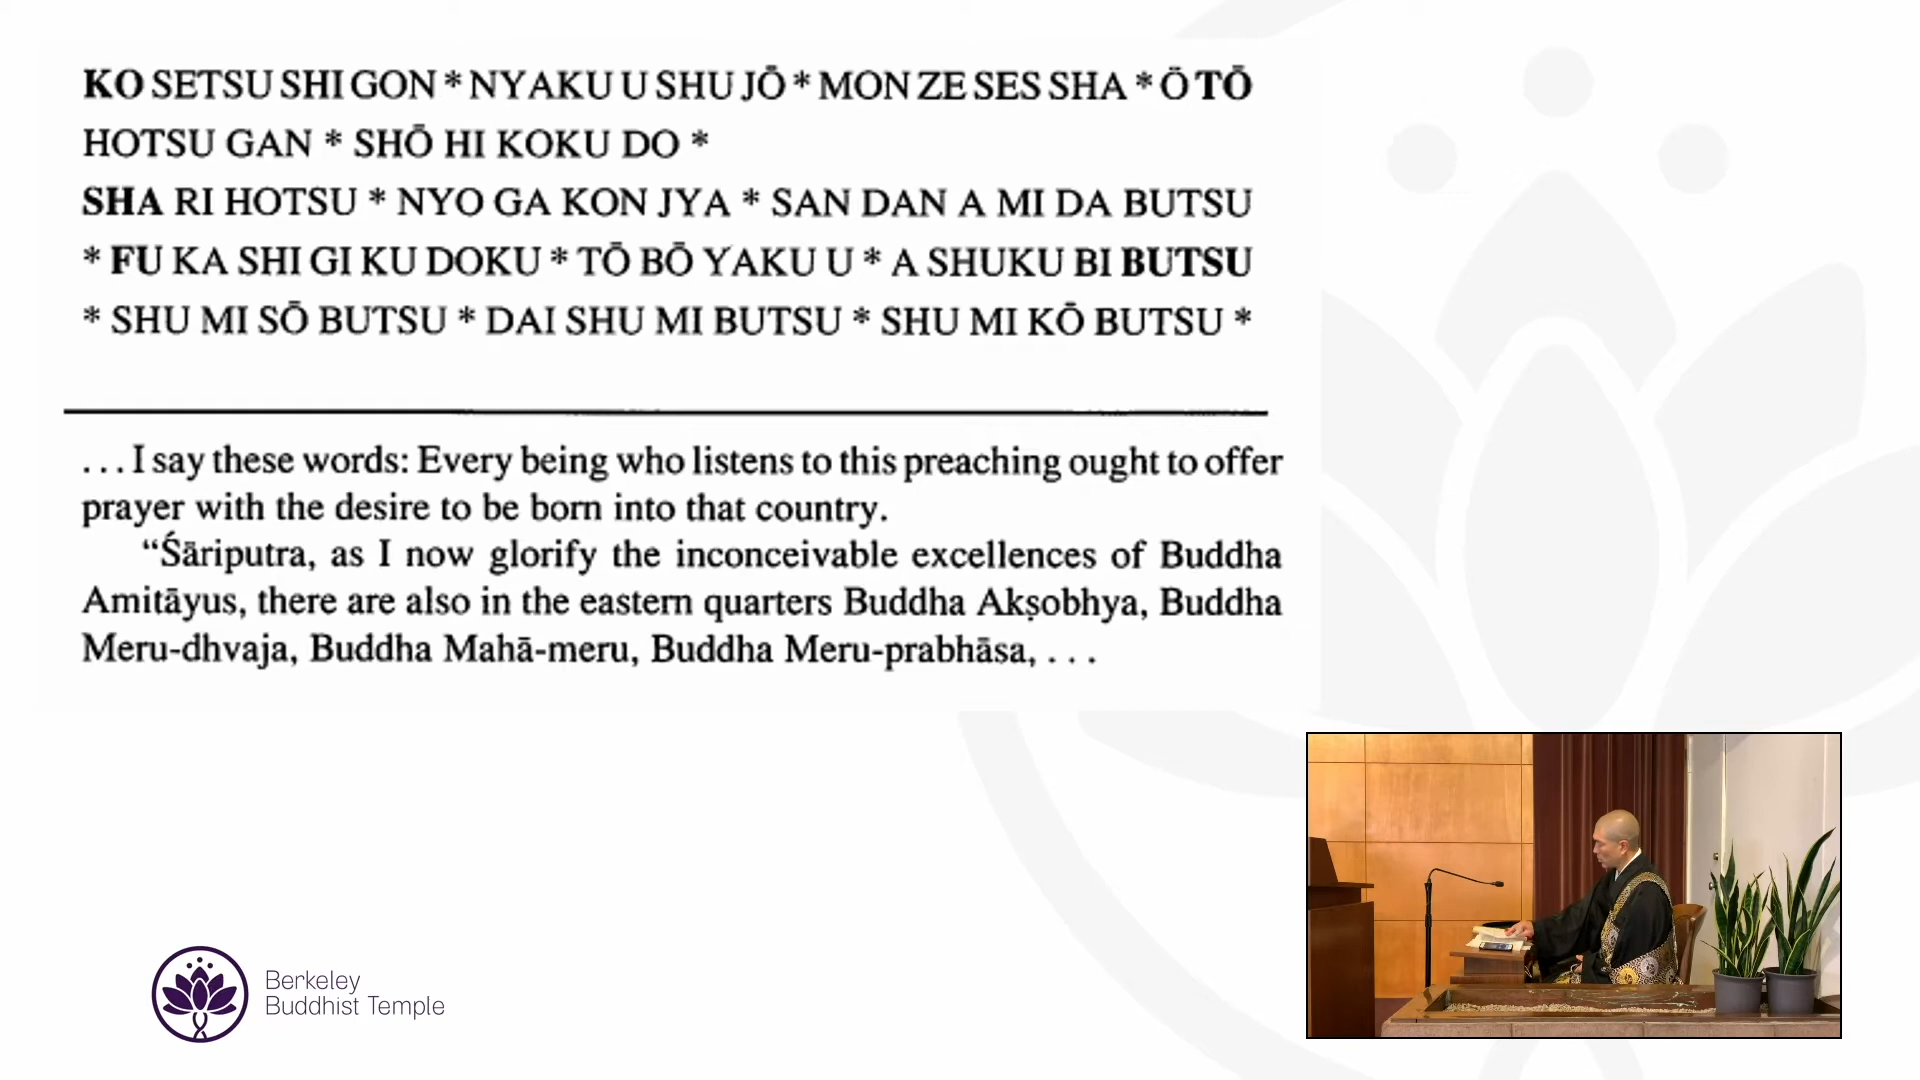 KO SETSU SHI GON * NYAKU U SHU JŌ * MON ZE SES SHA * Ō TŌ
HOTSU GAN * SHŌ HI KOKU DO *
SHA RI HOTSU * NYO GA KON JYA * SAN DAN A MI DA BUTSU
* FU KA SHI GI KU DOKU * TŌ BŌ YAKU U * A SHUKU BI BUTSU
* SHU MI SŌ BUTSU * DAI SHU MI BUTSU * SHU MI KŌ BUTSU *
. . . I say these words: Every being who listens to this preaching ought to offer
prayer with the desire to be born into that country.
“Śāriputra, as I now glorify the inconceivable excellences of Buddha
Amitāyus, there are also in the eastern quarters Buddha Akṣobhya, Buddha
Meru-dhvaja, Buddha Mahā-meru, Buddha Meru-prabhāsa, . . .
Berkeley
Buddhist Temple